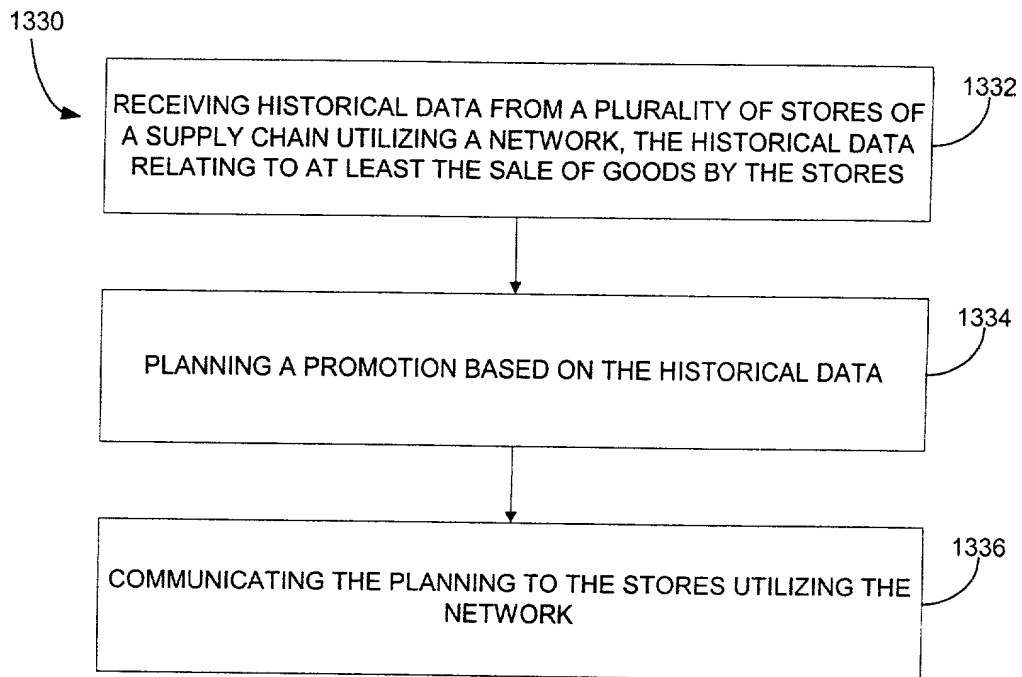 1330
1332
RECEIVING HISTORICAL DATA FROM A PLURALITY OF STORES OF
A SUPPLY CHAIN UTILIZING A NETWORK, THE HISTORICAL DATA
RELATING TO AT LEAST THE SALE OF GOODS BY THE STORES
1334
PLANNING A PROMOTION BASED ON THE HISTORICAL DATA
1336
COMMUNICATING THE PLANNING TO THE STORES UTILIZING THE
NETWORK